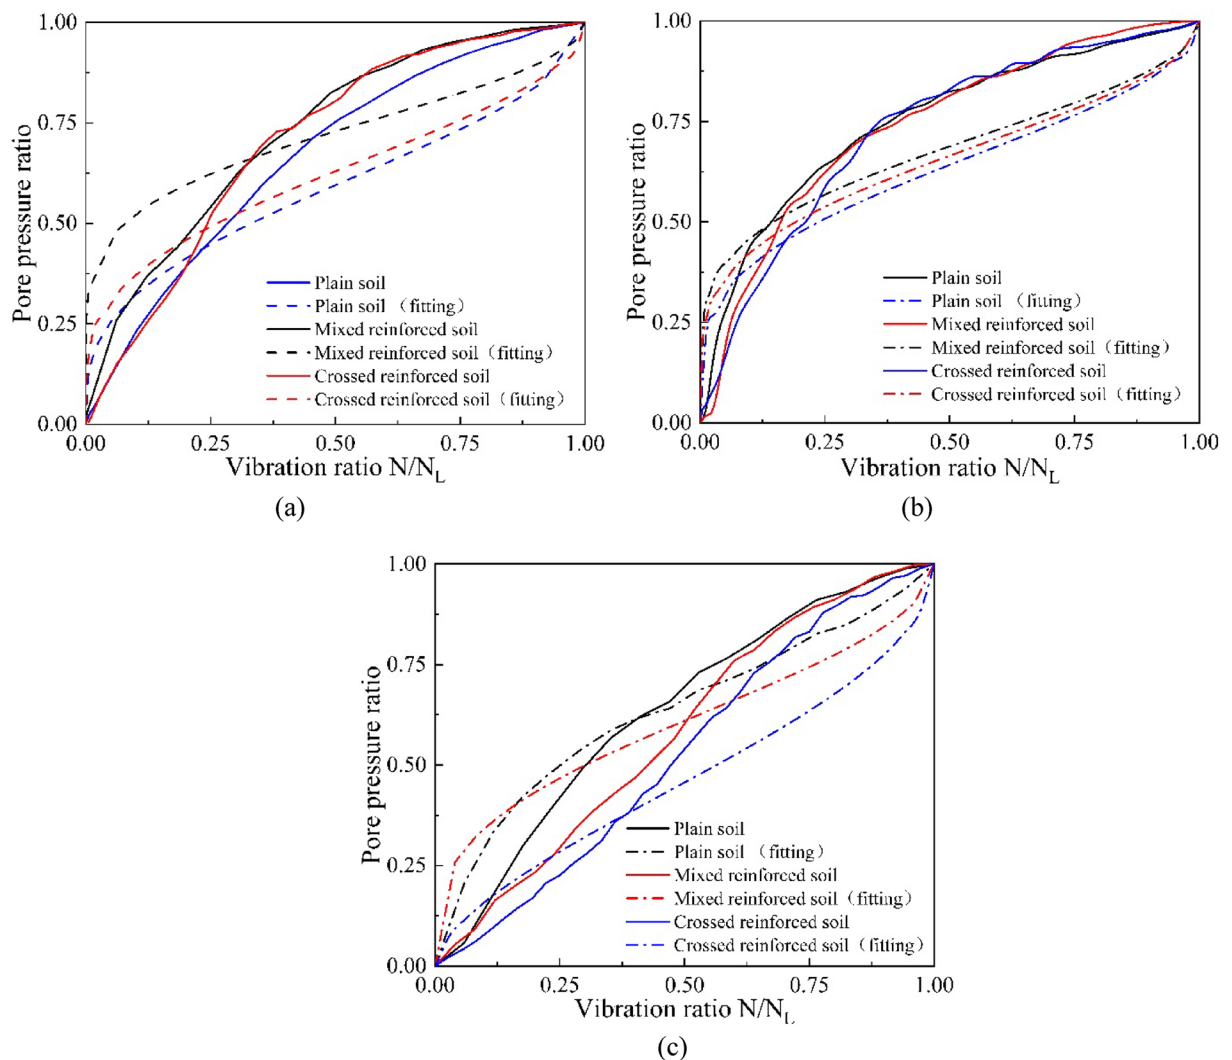 1.00
0.75
0.50
0.25
0.00
Pore pressure ratio
Plain soil
Plain soil（fitting）
Mixed reinforced soil
Mixed reinforced soil（fitting）
Crossed reinforced soil
Crossed reinforced soil（fitting）
0.00 0.25 0.50 0.75 1.00
Vibration ratio N/N_L
(a)
1.00
0.75
0.50
0.25
0.00
Pore pressure ratio
Plain soil
Plain soil（fitting）
Mixed reinforced soil
Mixed reinforced soil（fitting）
Crossed reinforced soil
Crossed reinforced soil（fitting）
0.00 0.25 0.50 0.75 1.00
Vibration ratio N/N_L
(b)
1.00
0.75
0.50
0.25
0.00
Pore pressure ratio
Plain soil
Plain soil（fitting）
Mixed reinforced soil
Mixed reinforced soil（fitting）
Crossed reinforced soil
Crossed reinforced soil（fitting）
0.00 0.25 0.50 0.75 1.00
Vibration ratio N/N_L
(c)